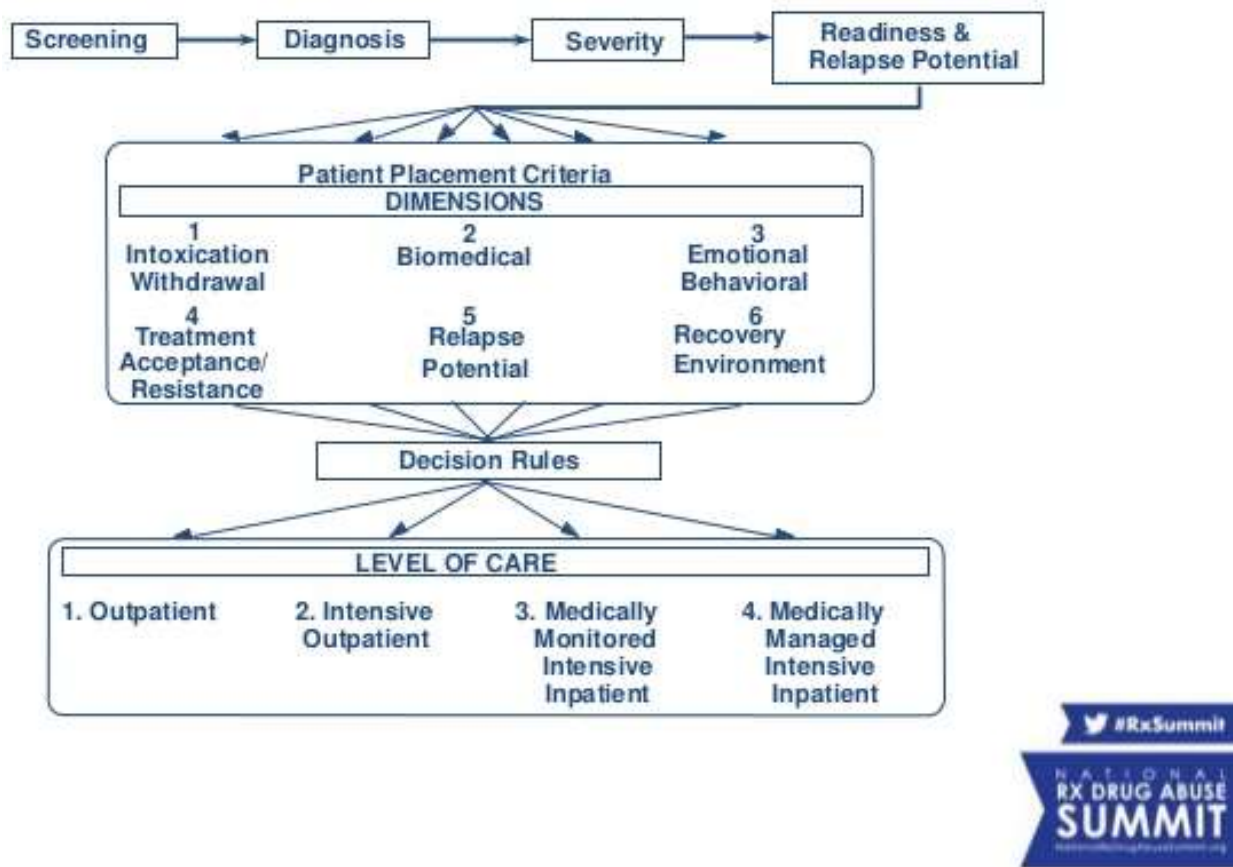 Screening
Diagnosis
Severity
Readiness &
Relapse Potential
Patient Placement Criteria
DIMENSIONS
1
Intoxication
Withdrawal
2
Biomedical
3
Emotional
Behavioral
4
Treatment
Acceptance/
Resistance
5
Relapse
Potential
6
Recovery
Environment
Decision Rules
LEVEL OF CARE
1. Outpatient
2. Intensive
Outpatient
3. Medically
Monitored
Intensive
Inpatient
4. Medically
Managed
Intensive
Inpatient
#RxSummit
NATIONAL
RX DRUG ABUSE
SUMMIT